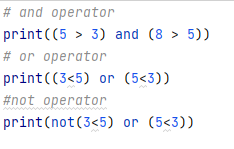 # and operator
print((5 > 3) and (8 > 5))
# or operator
print((3<5) or (5<3))
#not operator
print(not(3<5) or (5<3))